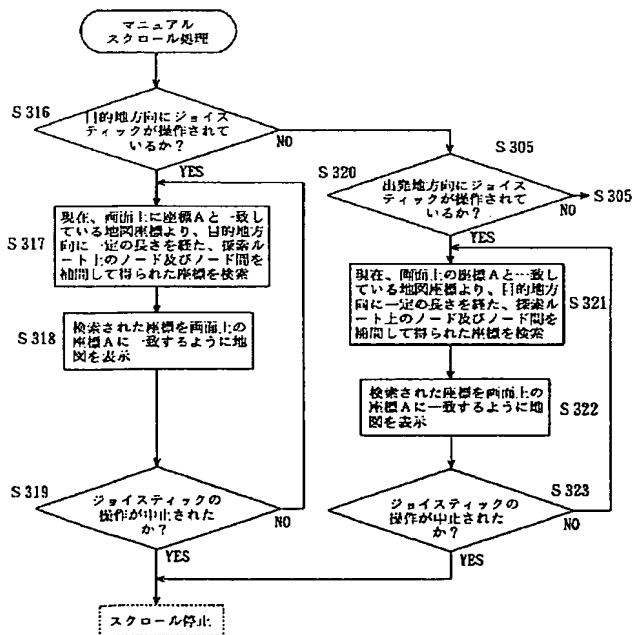 マニュアル
スクロール処理
S316
目的地方向にジョイス
ティックが操作されて
いるか?
NO
YES
S305
S320
出発地方向にジョイス
ティックが操作されて
いるか?
NO
S305
YES
S317
現在、画面上に座標Aと一致し
ている地図座標より、目的地方
向に一定の長さを経た、探索ル
ート上のノード及びノード間を
補間して得られた座標を検索
S318
検索された座標を画面上の
座標Aに一致するように地
図を表示
S319
ジョイスティックの
操作が中止された
か?
NO
YES
現在、画面上の座標Aと一致し
ている地図座標より、目的地方
向に一定の長さを経た、探索ル
ート上のノード及びノード間を
補間して得られた座標を検索
S321
検索された座標を画面上の
座標Aに一致するように地
図を表示
S322
ジョイスティックの
操作が中止された
か?
S323
NO
YES
スクロール停止